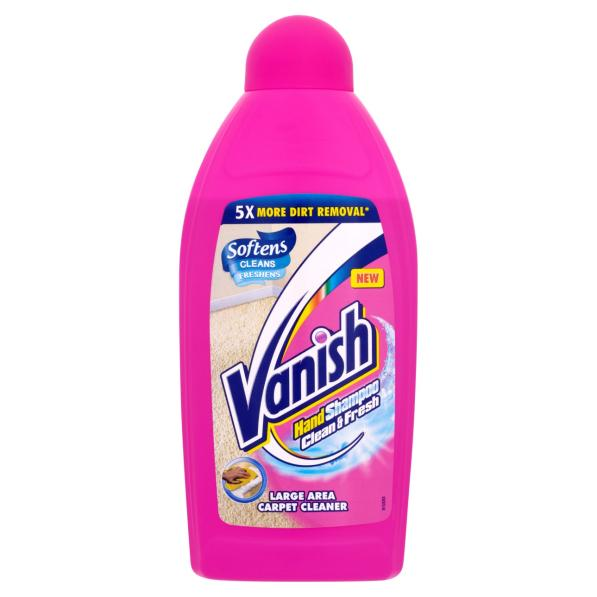 5X MORE DIRT REMOVAL*
Softens
CLEANS
FRESHENS
NEW
Vanish
Hand Shampoo
Clean & Fresh
LARGE AREA
CARPET CLEANER